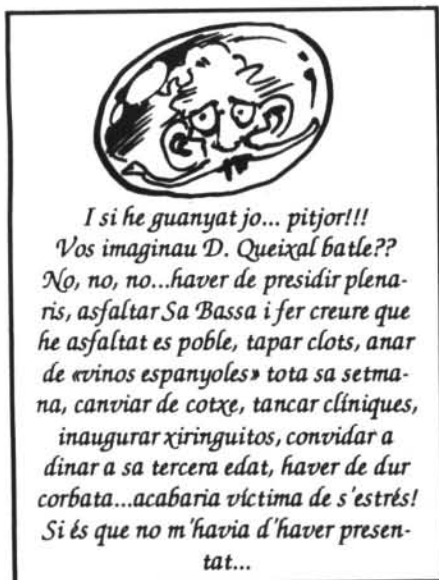 I si he guanyat jo... pitjor!!!
Vos imaginau D. Queixal batle??
No, no, no...haver de presidir plena-
ris, asfaltar Sa Bassa i fer creure que
he asfaltat es poble, tapar clots, anar
de «vinos espanyoles» tota sa setma-
na, canviar de cotxe, tancar clíniques,
inaugurar xiringuitos, convidar a
dinar a sa tercera edat, haver de dur
corbata...acabaria víctima de s'estrés!
Si és que no m'havia d'haver presen-
tat...